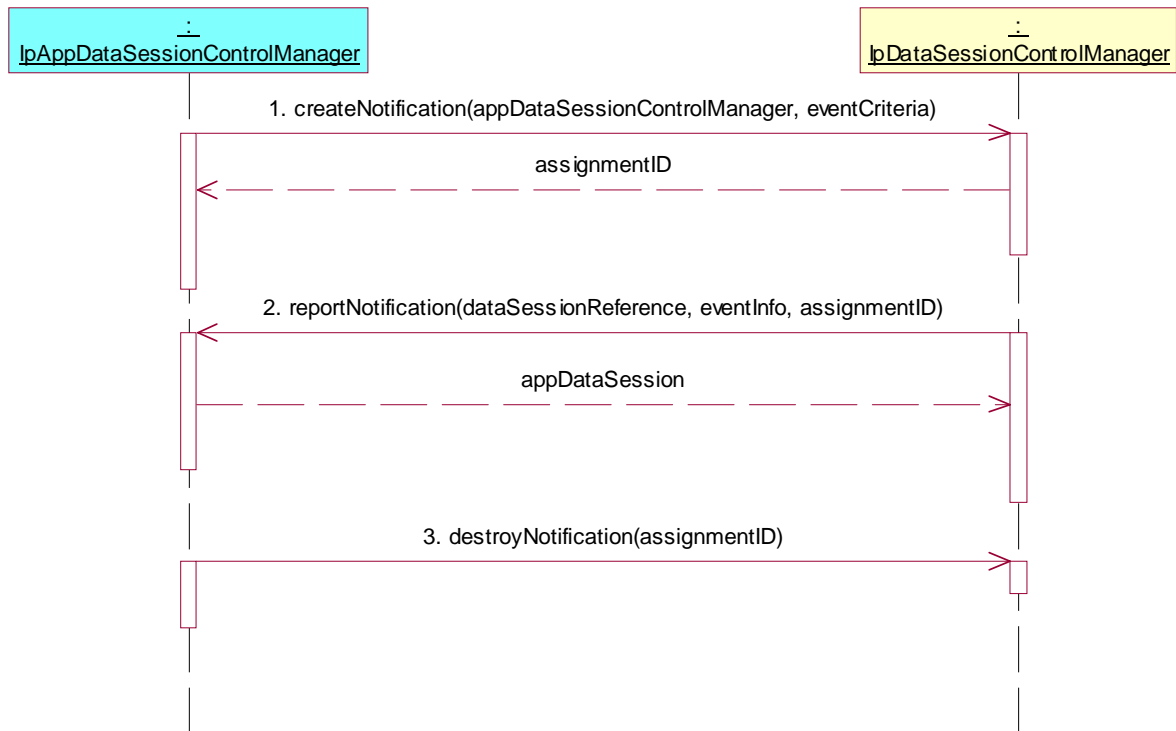 :
IpAppDataSessionControlManager
:
IpDataSessionControlManager
1. createNotification(appDataSessionControlManager, eventCriteria)
assignmentID
2. reportNotification(dataSessionReference, eventInfo, assignmentID)
appDataSession
3. destroyNotification(assignmentID)